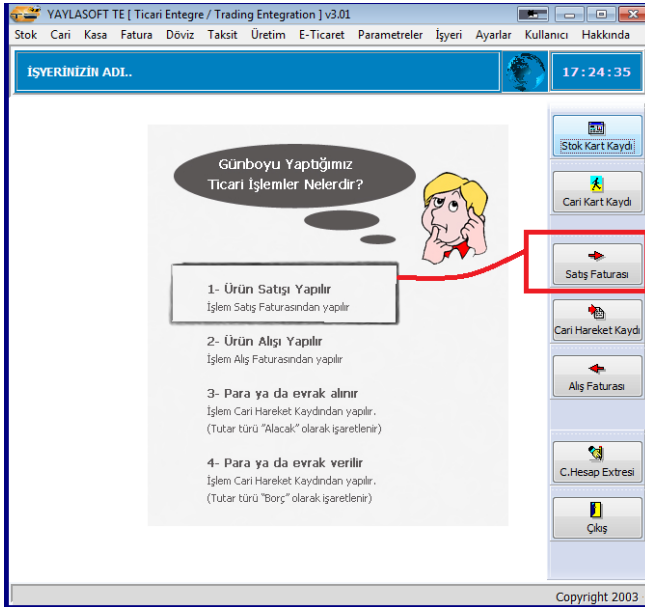 YAYLASOFT TE [ Ticari Entegre / Trading Entegration ] v3.01
Stok Cari Kasa Fatura Döviz Taksit Üretim E-Ticaret Parametreler İşyeri Ayarlar Kullanıcı Hakkında
İŞYERİNİZİN ADI..
17:24:35
Günboyu Yaptığımız
Ticari İşlemler Nelerdir?
1- Ürün Satışı Yapılır
İşlem Satış Faturasından yapılır
2- Ürün Alışı Yapılır
İşlem Alış Faturasından yapılır
3- Para ya da evrak alınır
İşlem Cari Hareket Kaydından yapılır.
(Tutar türü "Alacak" olarak işaretlenir)
4- Para ya da evrak verilir
İşlem Cari Hareket Kaydından yapılır.
(Tutar türü "Borç" olarak işaretlenir)
Stok Kart Kaydı
Cari Kart Kaydı
Satış Faturası
Cari Hareket Kaydı
Alış Faturası
C.Hesap Extresi
Çıkış
Copyright 2003